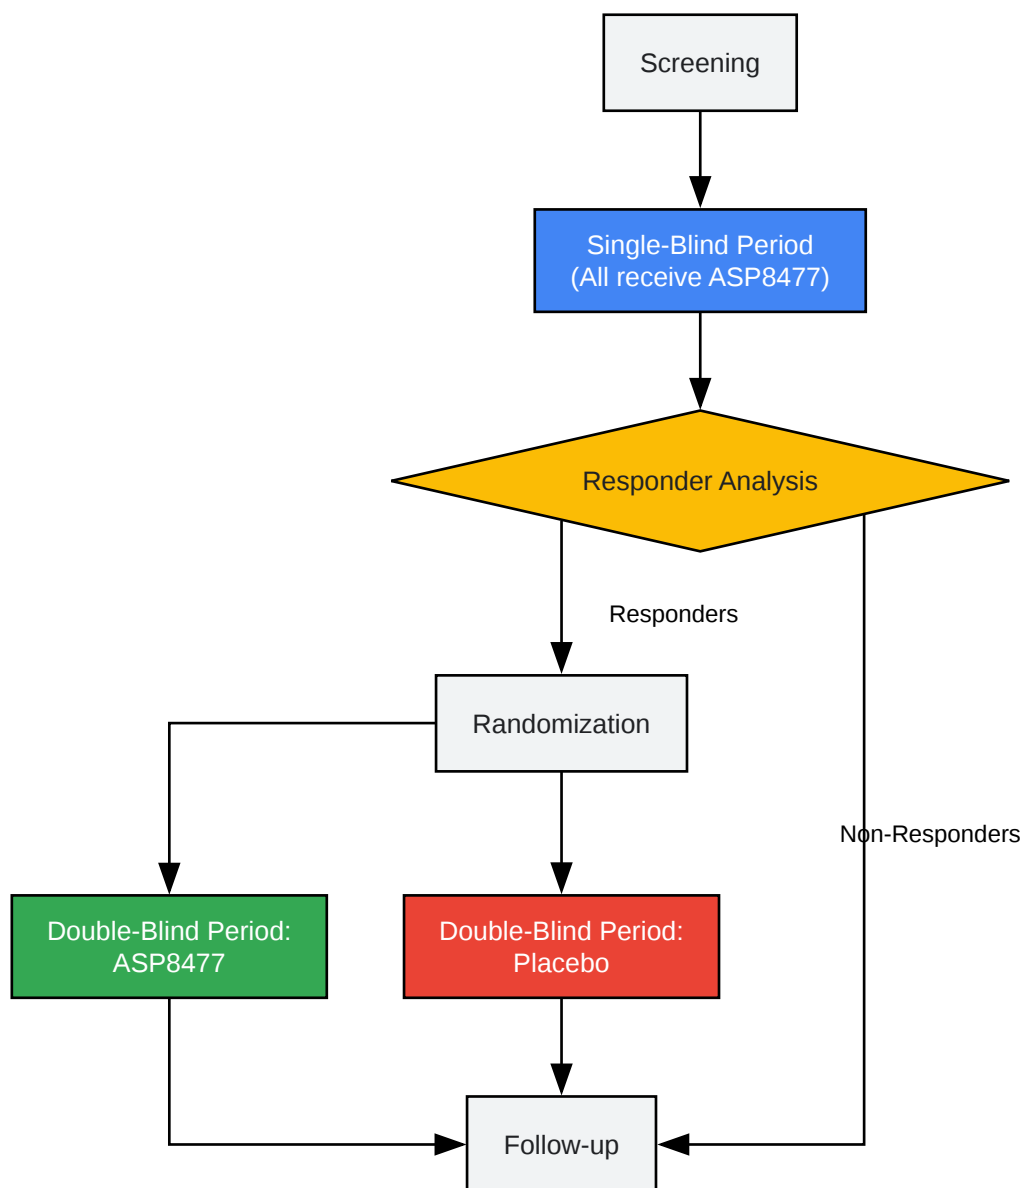 Screening
Single-Blind Period
(All receive ASP8477)
Responder Analysis
Responders
Randomization
Non-Responders
Double-Blind Period:
ASP8477
Double-Blind Period:
Placebo
Follow-up